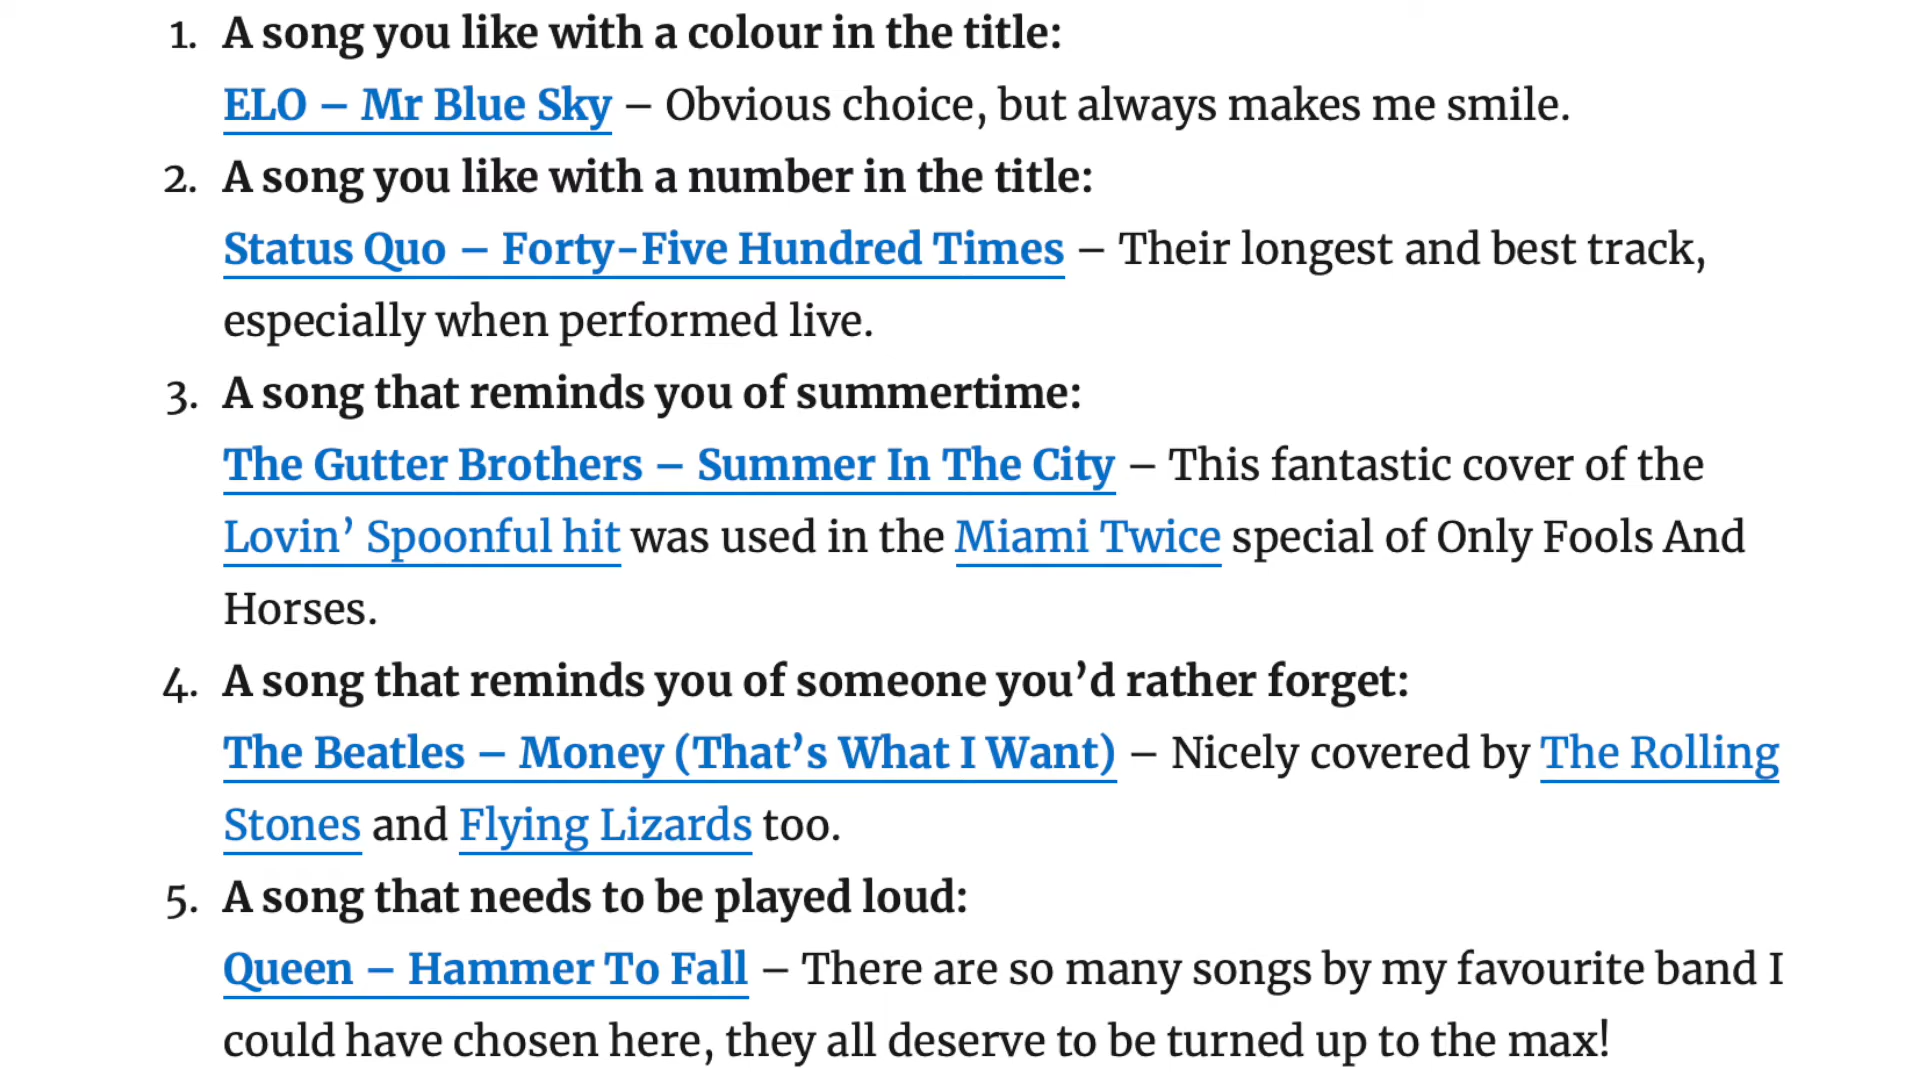 1. A song you like with a colour in the title:
ELO – Mr Blue Sky – Obvious choice, but always makes me smile.
2. A song you like with a number in the title:
Status Quo – Forty-Five Hundred Times – Their longest and best track,
especially when performed live.
3. A song that reminds you of summertime:
The Gutter Brothers – Summer In The City – This fantastic cover of the
Lovin’ Spoonful hit was used in the Miami Twice special of Only Fools And
Horses.
4. A song that reminds you of someone you’d rather forget:
The Beatles – Money (That’s What I Want) – Nicely covered by The Rolling
Stones and Flying Lizards too.
5. A song that needs to be played loud:
Queen – Hammer To Fall – There are so many songs by my favourite band I
could have chosen here, they all deserve to be turned up to the max!